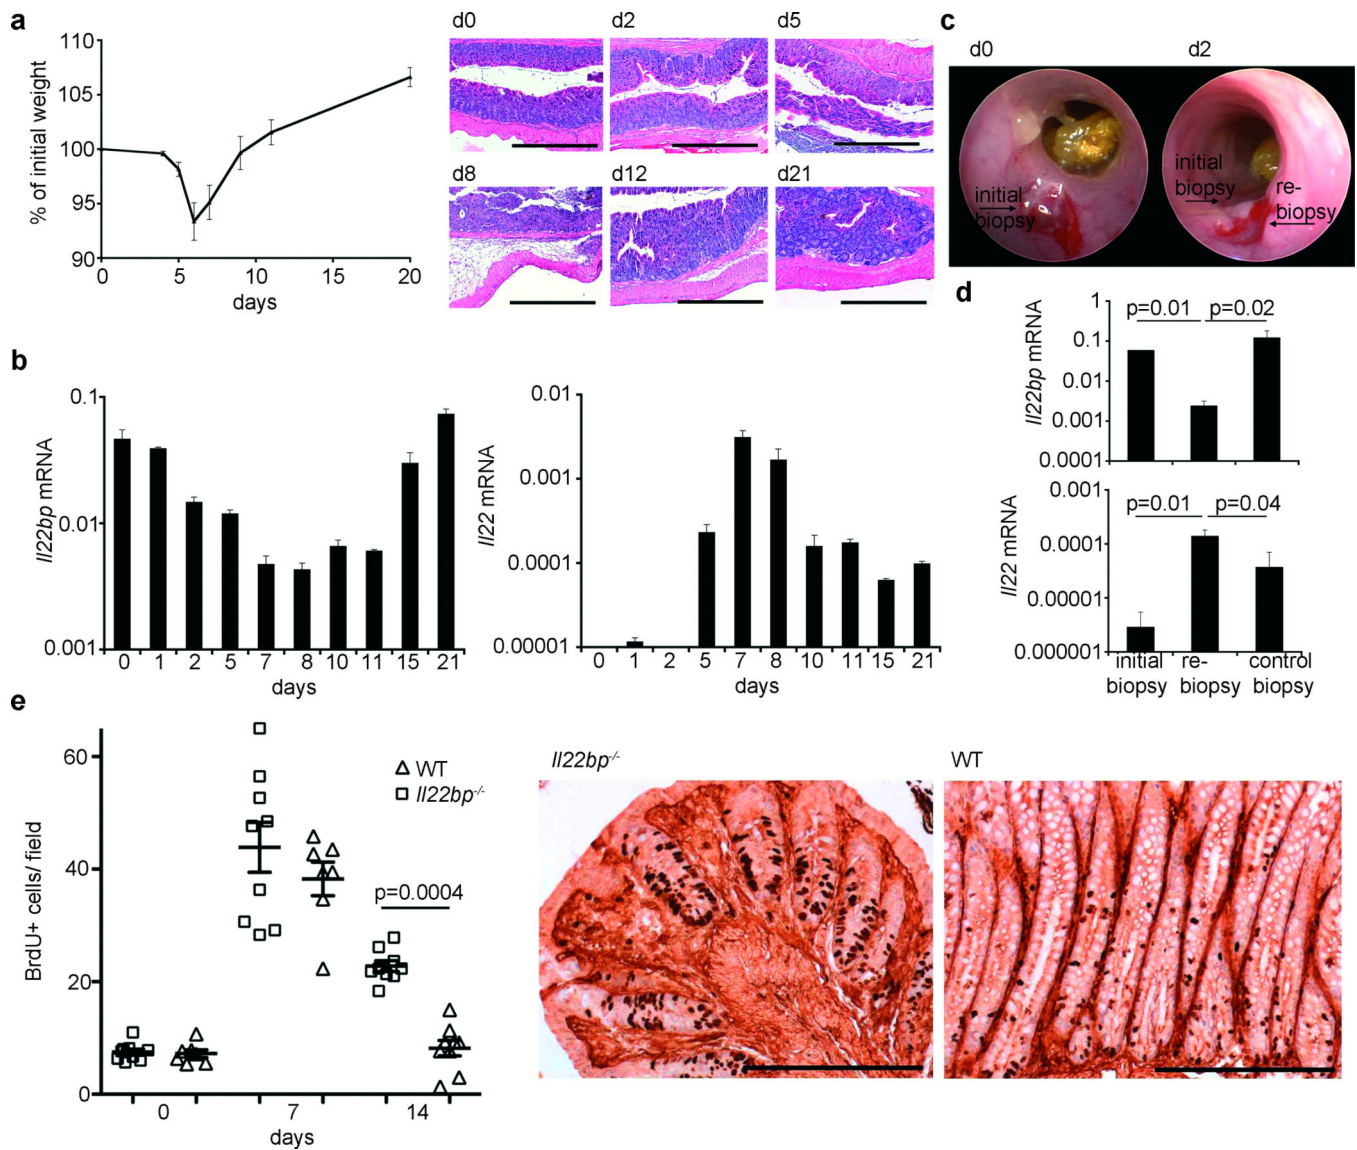 a
110
105
100
95
90
% of initial weight
0
5
10
15
20
days
d0
d2
d5
d8
d12
d21
c
d0
d2
initial
biopsy
initial
biopsy
re-
biopsy
b
0.1
0.01
0.001
Il22bp mRNA
0 1 2 5 7 8 10 11 15 21
days
0.01
0.0001
0.00001
Il22 mRNA
0 1 2 5 7 8 10 11 15 21
days
d
1
0.1
0.01
0.001
0.0001
Il22bp mRNA
p=0.01 p=0.02
0.001
0.0001
0.00001
0.000001
Il22 mRNA
p=0.01 p=0.04
initial re- control
biopsy biopsy biopsy
e
60
40
20
0
BrdU+ cells/ field
WT
Il22bp-/-
p=0.0004
0 7 14
days
Il22bp-/-
WT